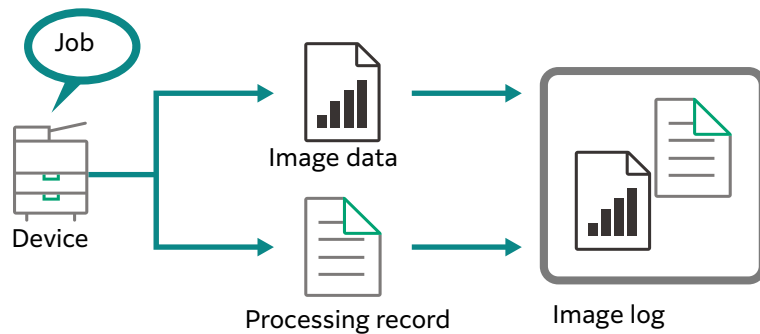 Job
Image data
Device
Processing record
Image log